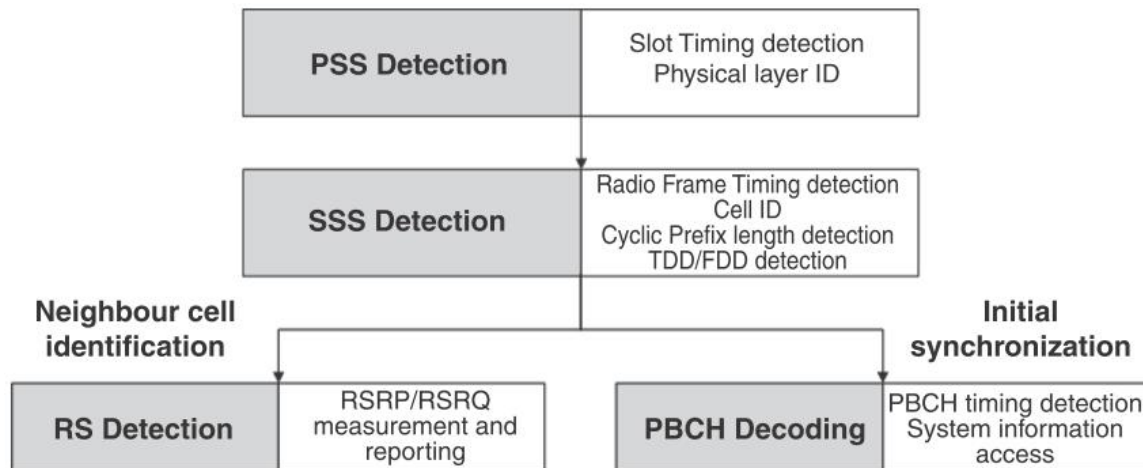 PSS Detection
Slot Timing detection
Physical layer ID
SSS Detection
Radio Frame Timing detection
Cell ID
Cyclic Prefix length detection
TDD/FDD detection
Neighbour cell
identification
Initial
synchronization
RS Detection
RSRP/RSRQ
measurement and
reporting
PBCH Decoding
PBCH timing detection
System information
access